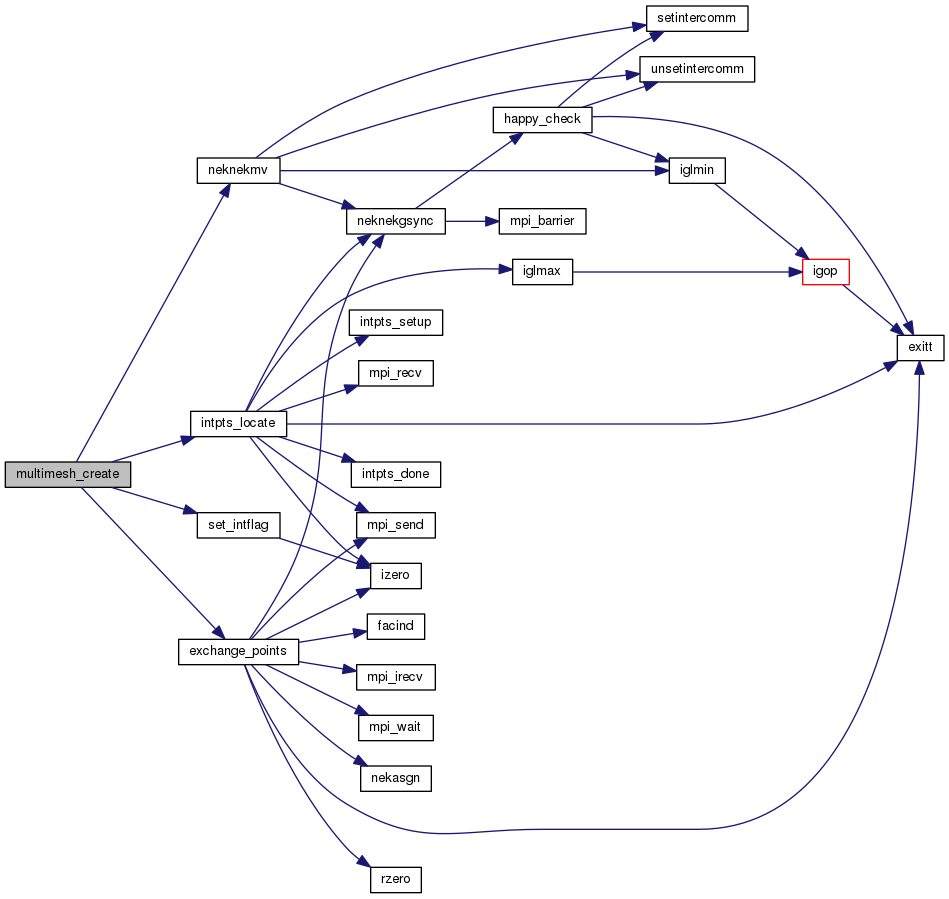 setintercomm
unsetintercomm
happy_check
neknekmv
iglmin
neknekgsync
mpi_barrier
iglmax
igop
intpts_setup
exitt
mpi_recv
intpts_locate
multimesh_create
intpts_done
set_intflag
mpi_send
izero
facind
exchange_points
mpi_irecv
mpi_wait
nekasgn
rzero